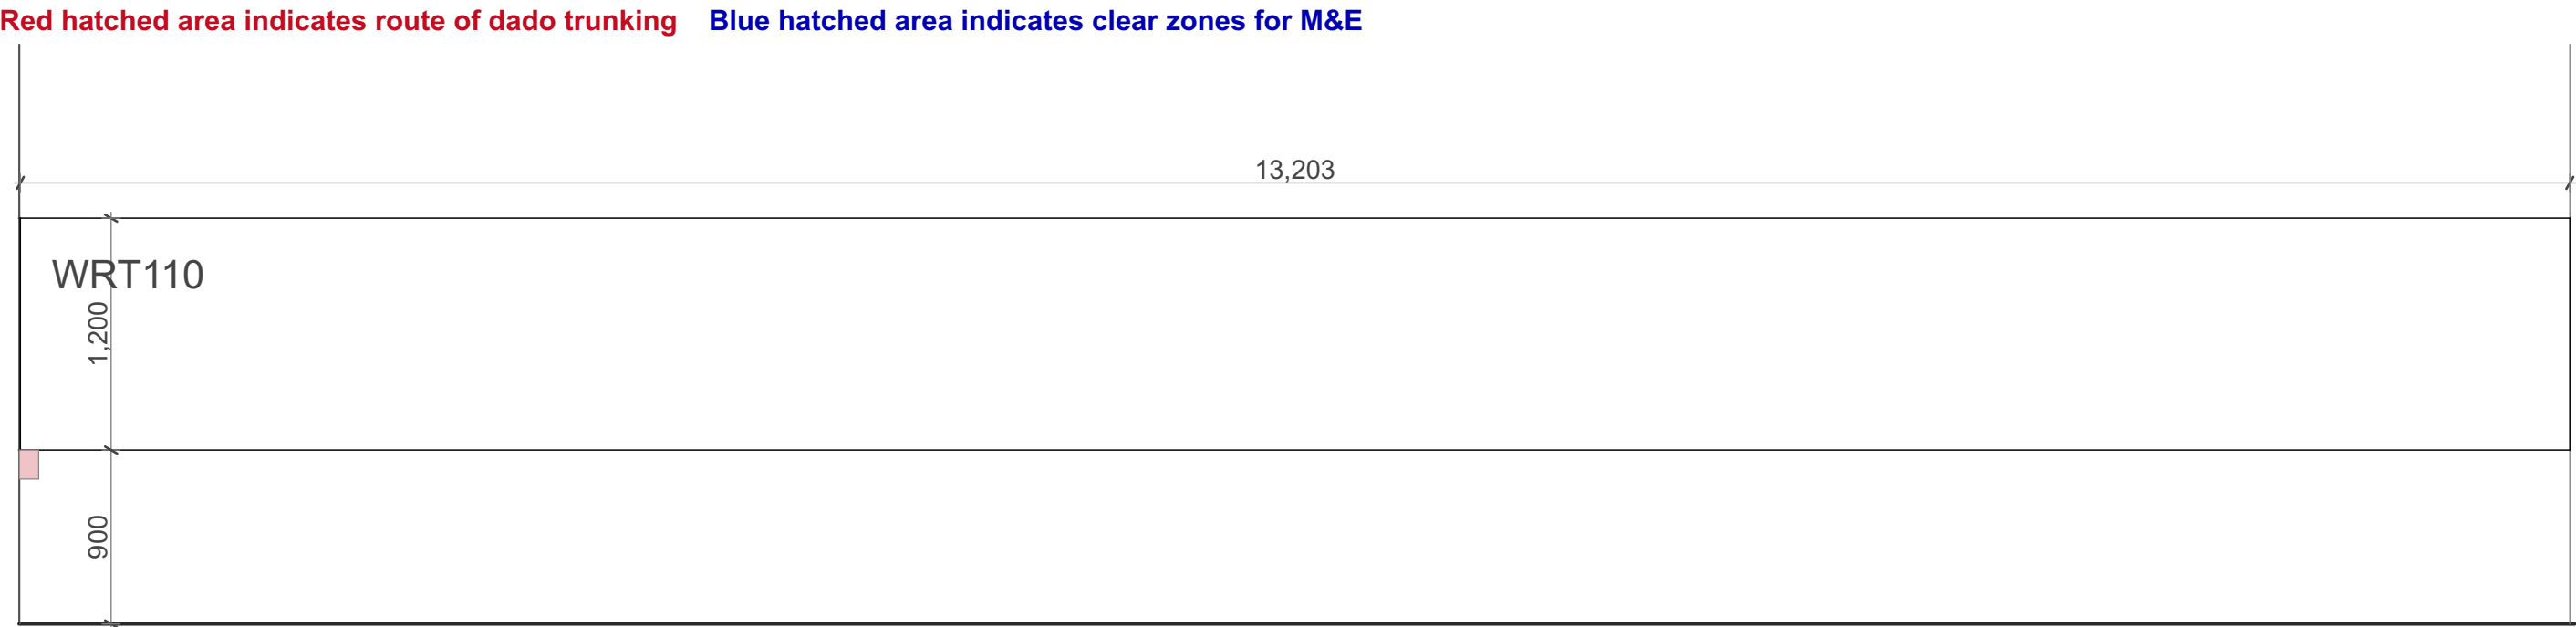 Red hatched area indicates route of dado trunking Blue hatched area indicates clear zones for M&E
13,203
WRT110
1,200
900